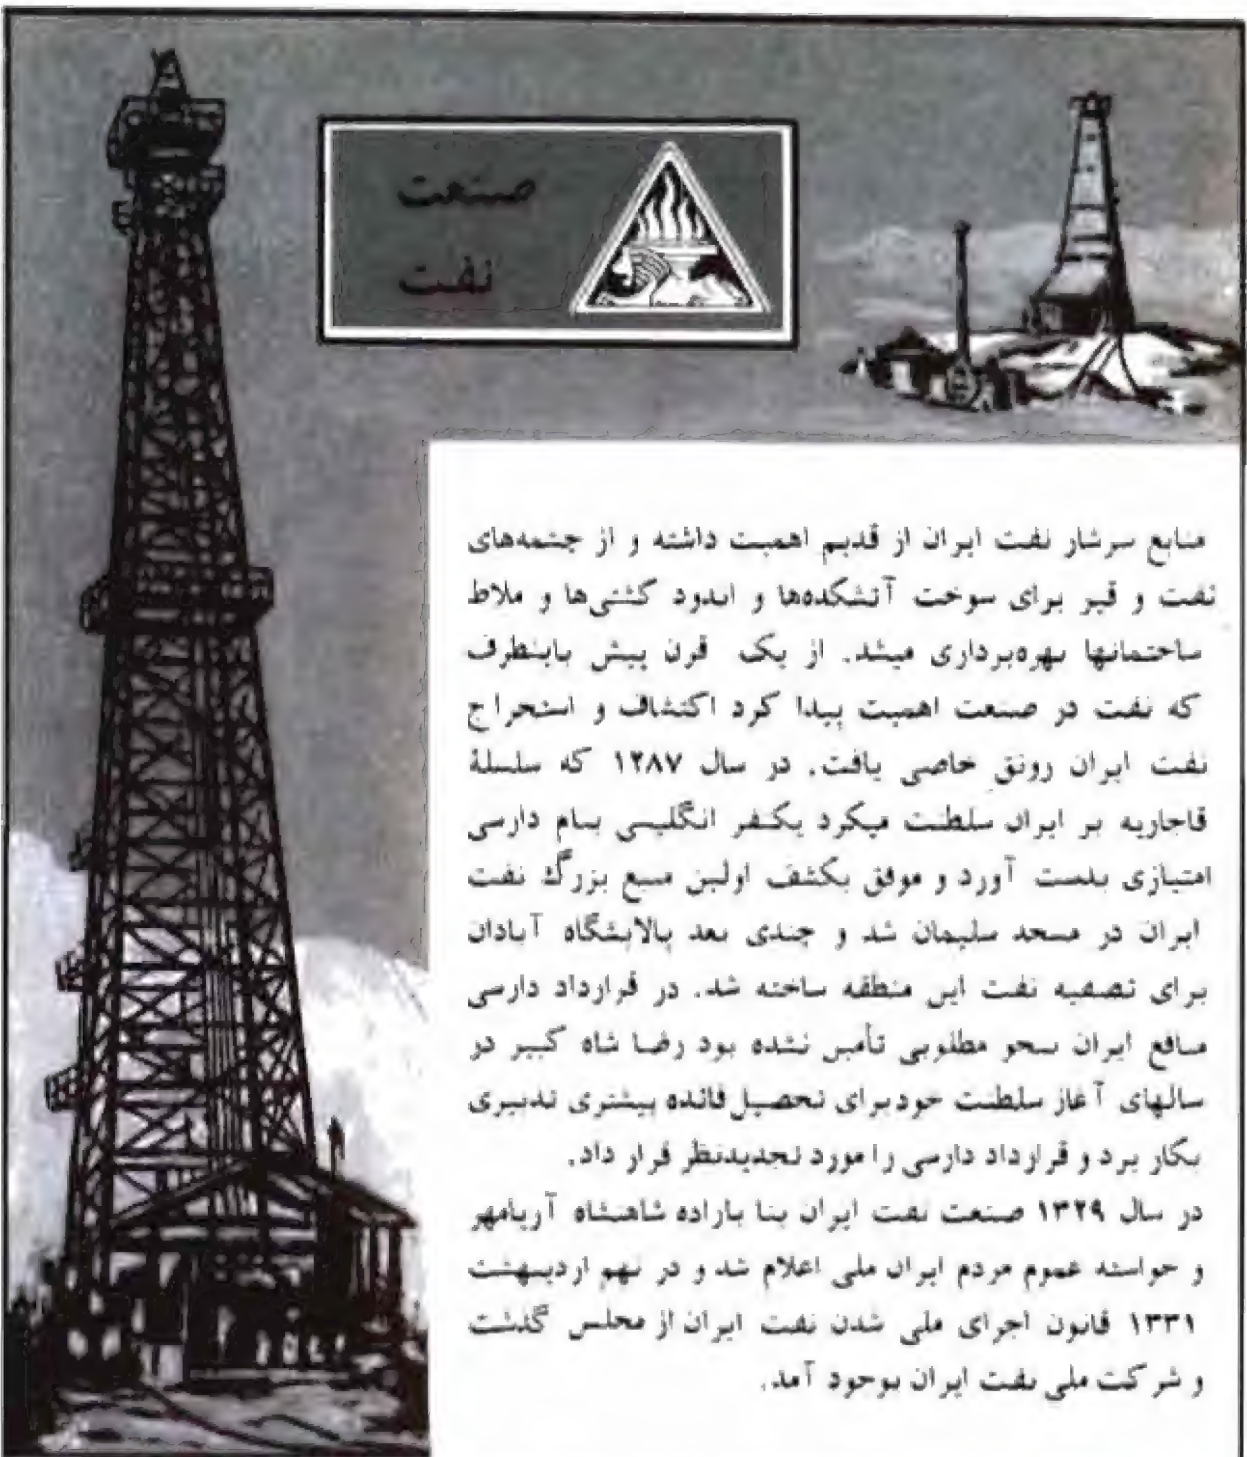 صنعت
نفت
منابع سرشار نفت ایران از قدیم اهمیت داشته و از چشمه‌های
نفت و قیر برای سوخت آتشکده‌ها و اندود کشتی‌ها و ملاط
ساختمانها بهره‌برداری میشد. از یک قرن پیش باینطرف
که نفت در صنعت اهمیت پیدا کرد اکتشاف و استخراج
نفت ایران رونق خاصی یافت. در سال ۱۲۸۷ که سلسلهٔ
قاجاریه بر ایران سلطنت میکرد یکنفر انگلیسی بنام دارسی
امتیازی بدست آورد و موفق بکشف اولین منبع بزرگ نفت
ایران در مسجد سلیمان شد و چندی بعد پالایشگاه آبادان
برای تصفیه نفت این منطقه ساخته شد. در قرارداد دارسی
منافع ایران بنحو مطلوبی تأمین نشده بود رضا شاه کبیر در
سالهای آغاز سلطنت خود برای تحصیل فائده بیشتری تدبیری
بکار برد و قرارداد دارسی را مورد تجدیدنظر قرار داد.
در سال ۱۳۲۹ صنعت نفت ایران بنا باراده شاهنشاه آریامهر
و خواسته عموم مردم ایران ملی اعلام شد و در نهم اردیبهشت
۱۳۳۱ قانون اجرای ملی شدن نفت ایران از مجلس گذشت
و شرکت ملی نفت ایران بوجود آمد.